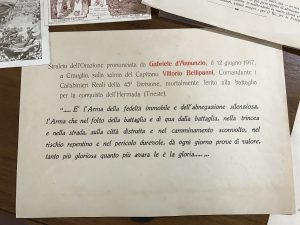 Stralcio dell'Orazione pronunciata da Gabriele d'Annunzio, il 12 giugno 1917,
a Crauglio, sulla salma del Capitano Vittorio Bellipanni, Comandante i
Carabinieri Reali della 45ª Divisione, mortalmente ferito alla battaglia
per la conquista dell'Hermada (Trieste).
"..... E' l'Arma della fedeltà immobile e dell'abnegazione silenziosa,
l'Arma che nel folto della battaglia e di qua dalla battaglia, nella trincea
e nella strada, sulla città distrutta e nel camminamento sconvolto, nel
rischio repentino e nel pericolo durevole, dà ogni giorno prove di valore,
tanto più gloriosa quanto più avara le è la gloria..... „